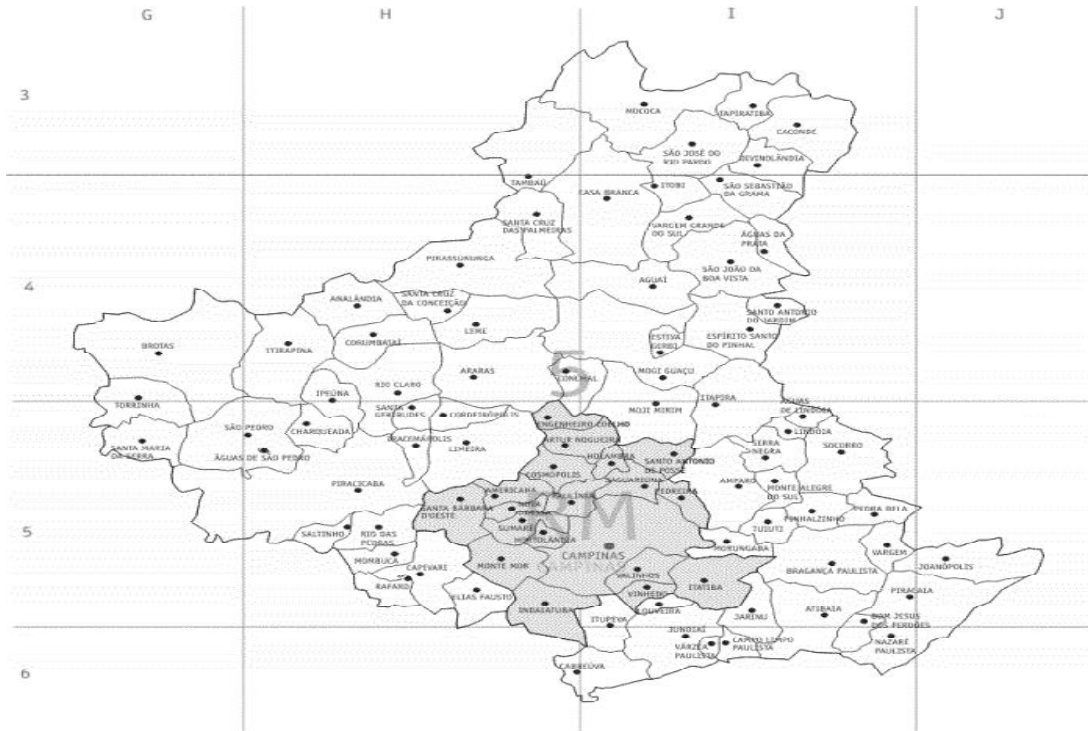 G H I J
3
MOCOCA
TAPIRATIBA
CACONDE
SÃO JOSÉ DO
RIO PARDO
DIVINOLÂNDIA
TAMBAÚ
CASA BRANCA
ITOBI
SÃO SEBASTIÃO
DA GRAMA
SANTA CRUZ
DAS PALMEIRAS
VARGEM GRANDE
DO SUL
ÁGUAS DA
PRATA
PIRASSUNUNGA
SÃO JOÃO DA
BOA VISTA
4
AGUAÍ
ANALÂNDIA
SANTA CRUZ
DA CONCEIÇÃO
SANTO ANTONIO
DO JARDIM
LEME
ESTIVA
GERBI
ESPÍRITO SANTO
DO PINHAL
BROTAS
ITIRAPINA
CORUMBATAÍ
5
ARARAS
CONCHAL
MOGI GUAÇU
RIO CLARO
IPEÚNA
TORRINHA
SANTA
GERTRUDES
CORDEIRÓPOLIS
MOJI MIRIM
ITAPIRA
ÁGUAS
DE LINDÓIA
ENGENHEIRO COELHO
LINDÓIA
SÃO PEDRO
CHARQUEADA
IRACEMÁPOLIS
LIMEIRA
ARTUR NOGUEIRA
SANTA MARIA
DA SERRA
ÁGUAS DE SÃO PEDRO
HOLAMBRA
SANTO ANTONIO
DE POSSE
SERRA
NEGRA
SOCORRO
COSMÓPOLIS
JAGUARIÚNA
PIRACICABA
AMERICANA
PAULÍNIA
PEDREIRA
AMPARO
MONTE ALEGRE
DO SUL
SANTA BÁRBARA
D'OESTE
NOVA
M
PINHALZINHO
PEDRA BELA
5
SALTINHO
RIO DAS
PEDRAS
SUMARÉ
HORTOLÂNDIA
TUIUTI
MORUNGABA
VARGEM
MOMBUCA
CAPIVARI
MONTE MOR
CAMPINAS
CAMPINAS
BRAGANÇA PAULISTA
JOANÓPOLIS
RAFARD
VALINHOS
ITATIBA
ELIAS FAUSTO
VINHEDO
PIRACAIA
INDAIATUBA
LOUVEIRA
JARINU
ATIBAIA
ITUPEVA
BOM JESUS
DOS PERDÕES
JUNDIAÍ
VÁRZEA
PAULISTA
CAMPO LIMPO
PAULISTA
NAZARÉ
PAULISTA
6
CABREÚVA